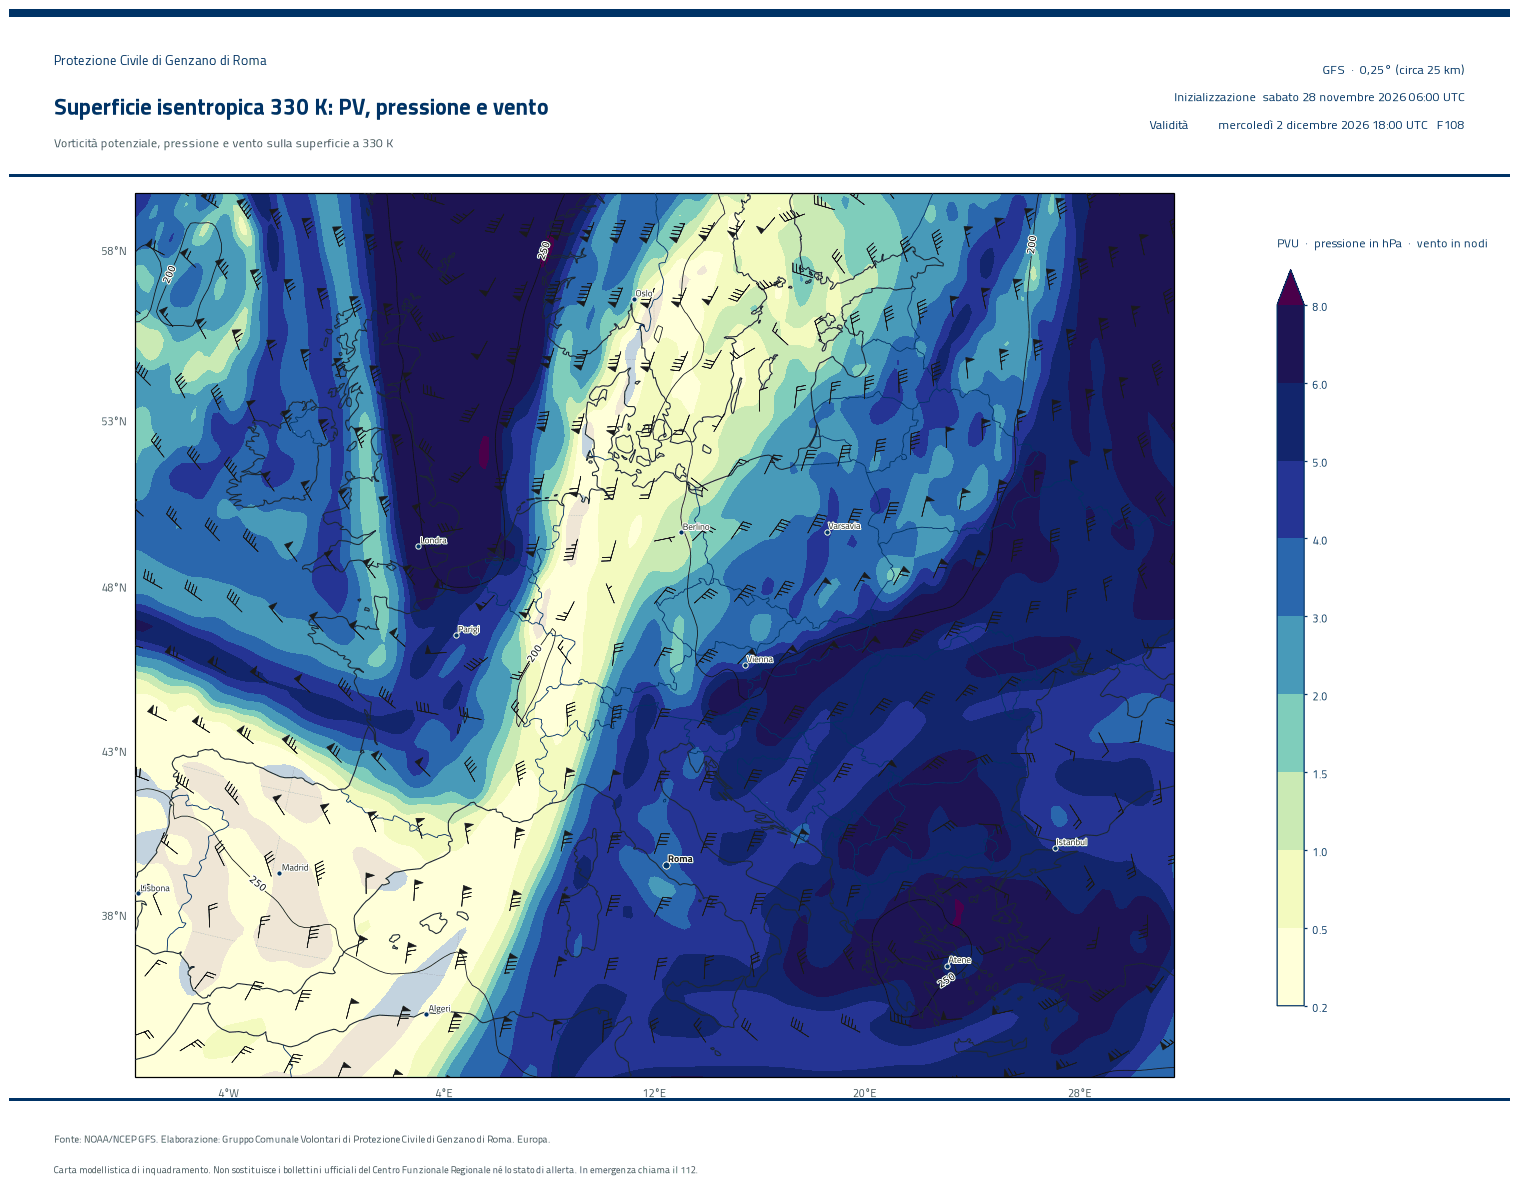 Protezione Civile di Genzano di Roma
Superficie isentropica 330 K: PV, pressione e vento
Vorticità potenziale, pressione e vento sulla superficie a 330 K
GFS · 0,25° (circa 25 km)
Inizializzazione sabato 28 novembre 2026 06:00 UTC
Validità mercoledì 2 dicembre 2026 18:00 UTC F108
PVU · pressione in hPa · vento in nodi
8.0
6.0
5.0
4.0
3.0
2.0
1.5
1.0
0.5
0.2
58°N
53°N
48°N
43°N
38°N
4°W
4°E
12°E
20°E
28°E
200
250
200
Oslo
Londra
Berlino
Varsavia
Parigi
200
Vienna
Istanbul
Roma
Madrid
250
Lisbona
Atene
250
Algeri
Fonte: NOAA/NCEP GFS. Elaborazione: Gruppo Comunale Volontari di Protezione Civile di Genzano di Roma. Europa.
Carta modellistica di inquadramento. Non sostituisce i bollettini ufficiali del Centro Funzionale Regionale né lo stato di allerta. In emergenza chiama il 112.